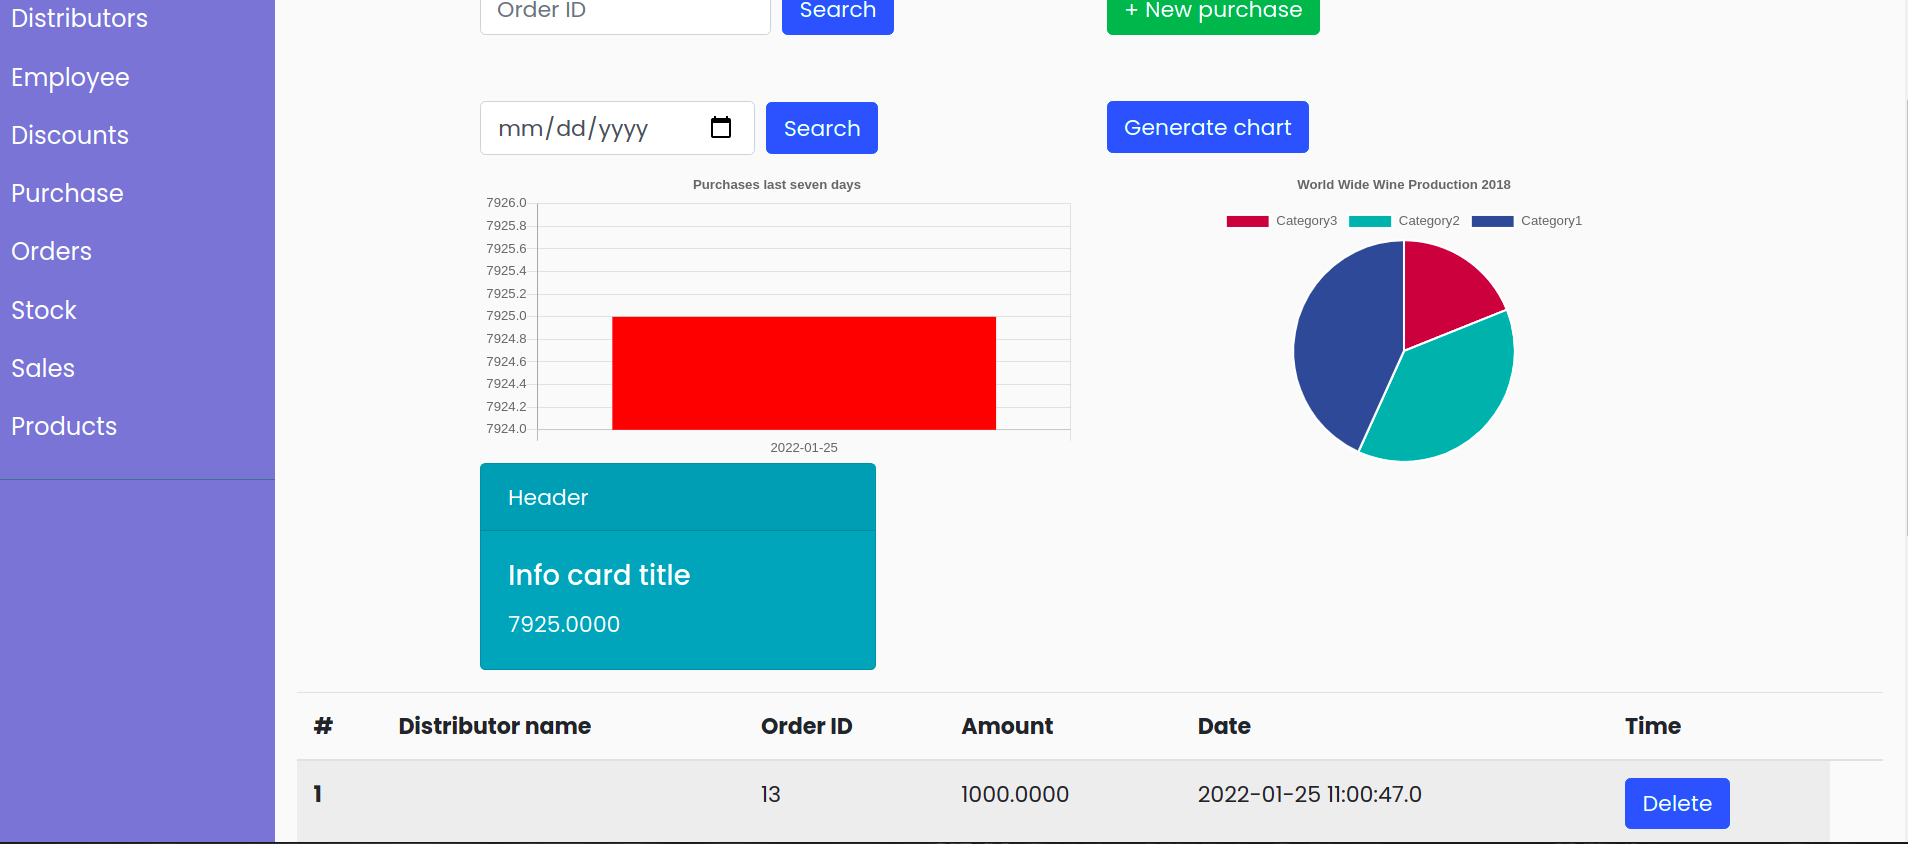 Distributors
Employee
Discounts
Purchase
Orders
Stock
Sales
Products
Order ID
Search
+ New purchase
mm/dd/yyyy
Search
Generate chart
Purchases last seven days
7926.0
7925.8
7925.6
7925.4
7925.2
7925.0
7924.8
7924.6
7924.4
7924.2
7924.0
2022-01-25
World Wide Wine Production 2018
Category3 Category2 Category1
Header
Info card title
7925.0000
# Distributor name Order ID Amount Date Time
1 13 1000.0000 2022-01-25 11:00:47.0 Delete